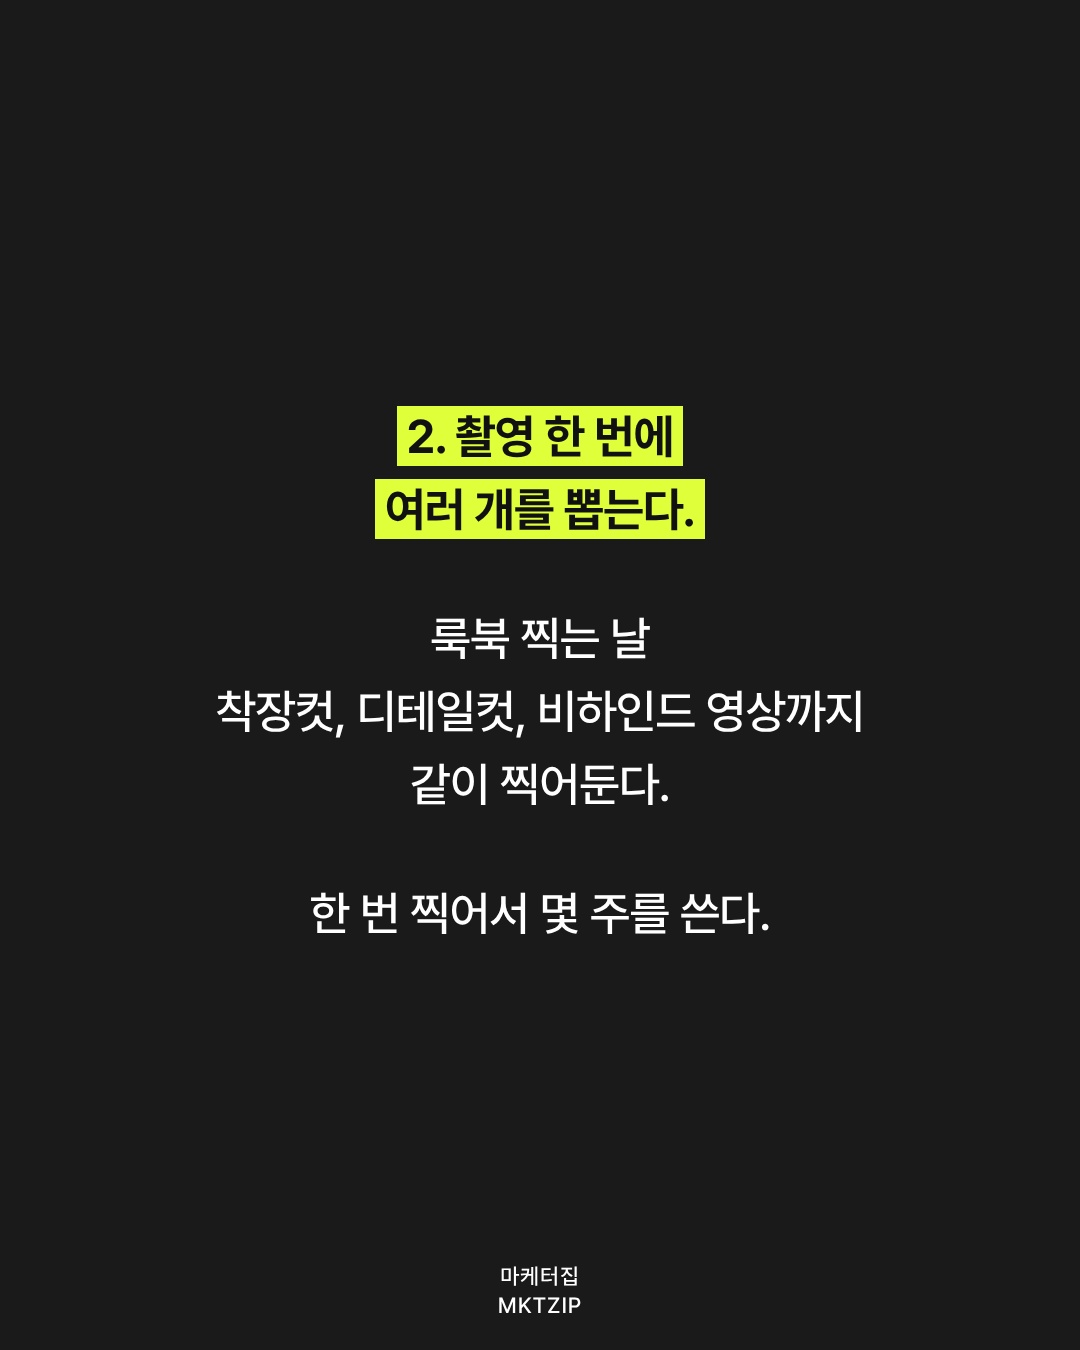 2. 촬영 한 번에
여러 개를 뽑는다.
룩북 찍는 날
착장컷, 디테일컷, 비하인드 영상까지
같이 찍어둔다.
한 번 찍어서 몇 주를 쓴다.
마케터집
MKTZIP